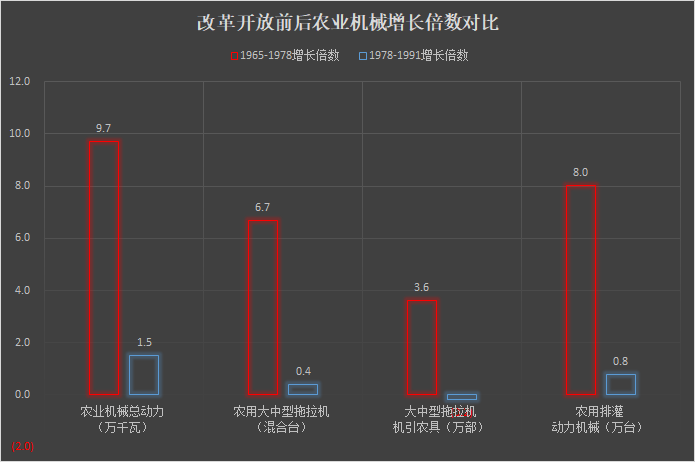 改革开放前后农业机械增长倍数对比
1965-1978增长倍数 1978-1991增长倍数
12.0
10.0
8.0
6.0
4.0
2.0
0.0
(2.0)
9.7
1.5
6.7
0.4
3.6
8.0
0.8
农业机械总动力
（万千瓦）
农用大中型拖拉机
（混合台）
大中型拖拉机
机引农具（万部）
农用排灌
动力机械（万台）